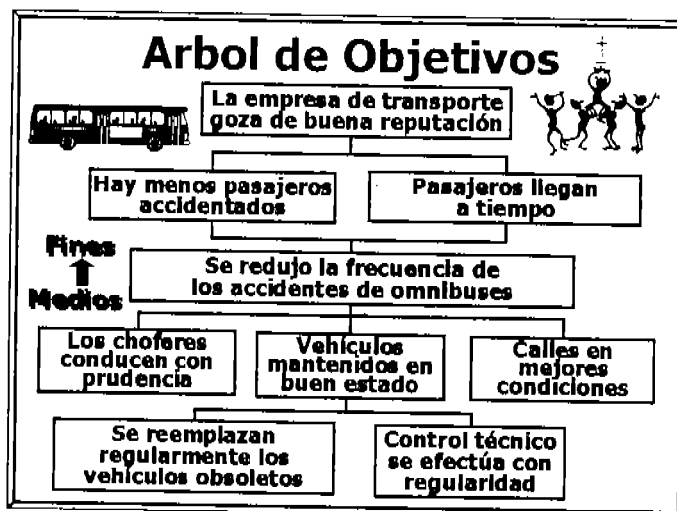 Arbol de Objetivos
La empresa de transporte
goza de buena reputación
Hay menos pasajeros
accidentados
Pasajeros llegan
a tiempo
Fines
Medios
Se redujo la frecuencia de
los accidentes de omnibuses
Los choferes
conducen con
prudencia
Vehículos
mantenidos en
buen estado
Calles en
mejores
condiciones
Se reemplazan
regularmente los
vehículos obsoletos
Control técnico
se efectúa con
regularidad